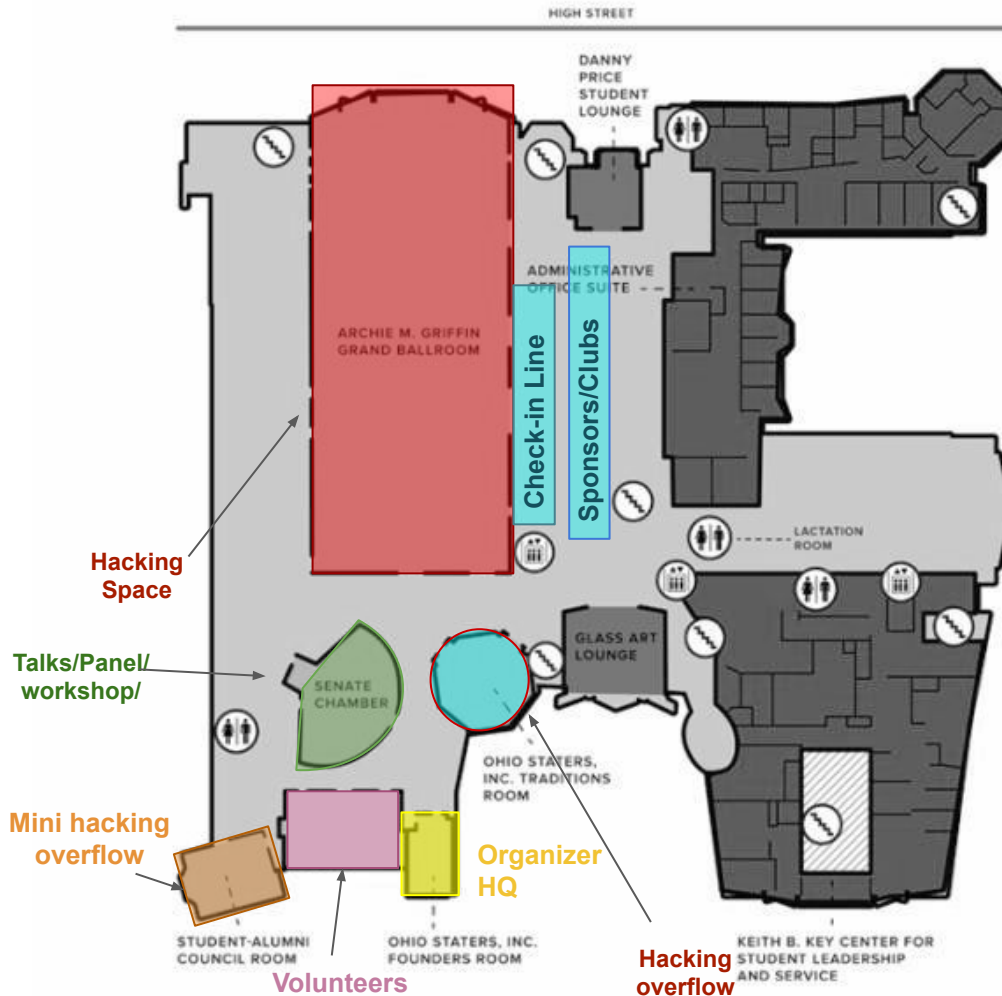 HIGH STREET
DANNY
PRICE
STUDENT
LOUNGE
ADMINISTRATIVE
OFFICE SUITE
ARCHIE M. GRIFFIN
GRAND BALLROOM
Check-in Line
Sponsors/Clubs
LACTATION
ROOM
Hacking
Space
GLASS ART
LOUNGE
Talks/Panel/
workshop/
SENATE
CHAMBER
OHIO STATERS,
INC. TRADITIONS
ROOM
Mini hacking
overflow
Organizer
HQ
STUDENT-ALUMNI
COUNCIL ROOM
OHIO STATERS, INC.
FOUNDERS ROOM
Volunteers
Hacking
overflow
KEITH B. KEY CENTER FOR
STUDENT LEADERSHIP
AND SERVICE